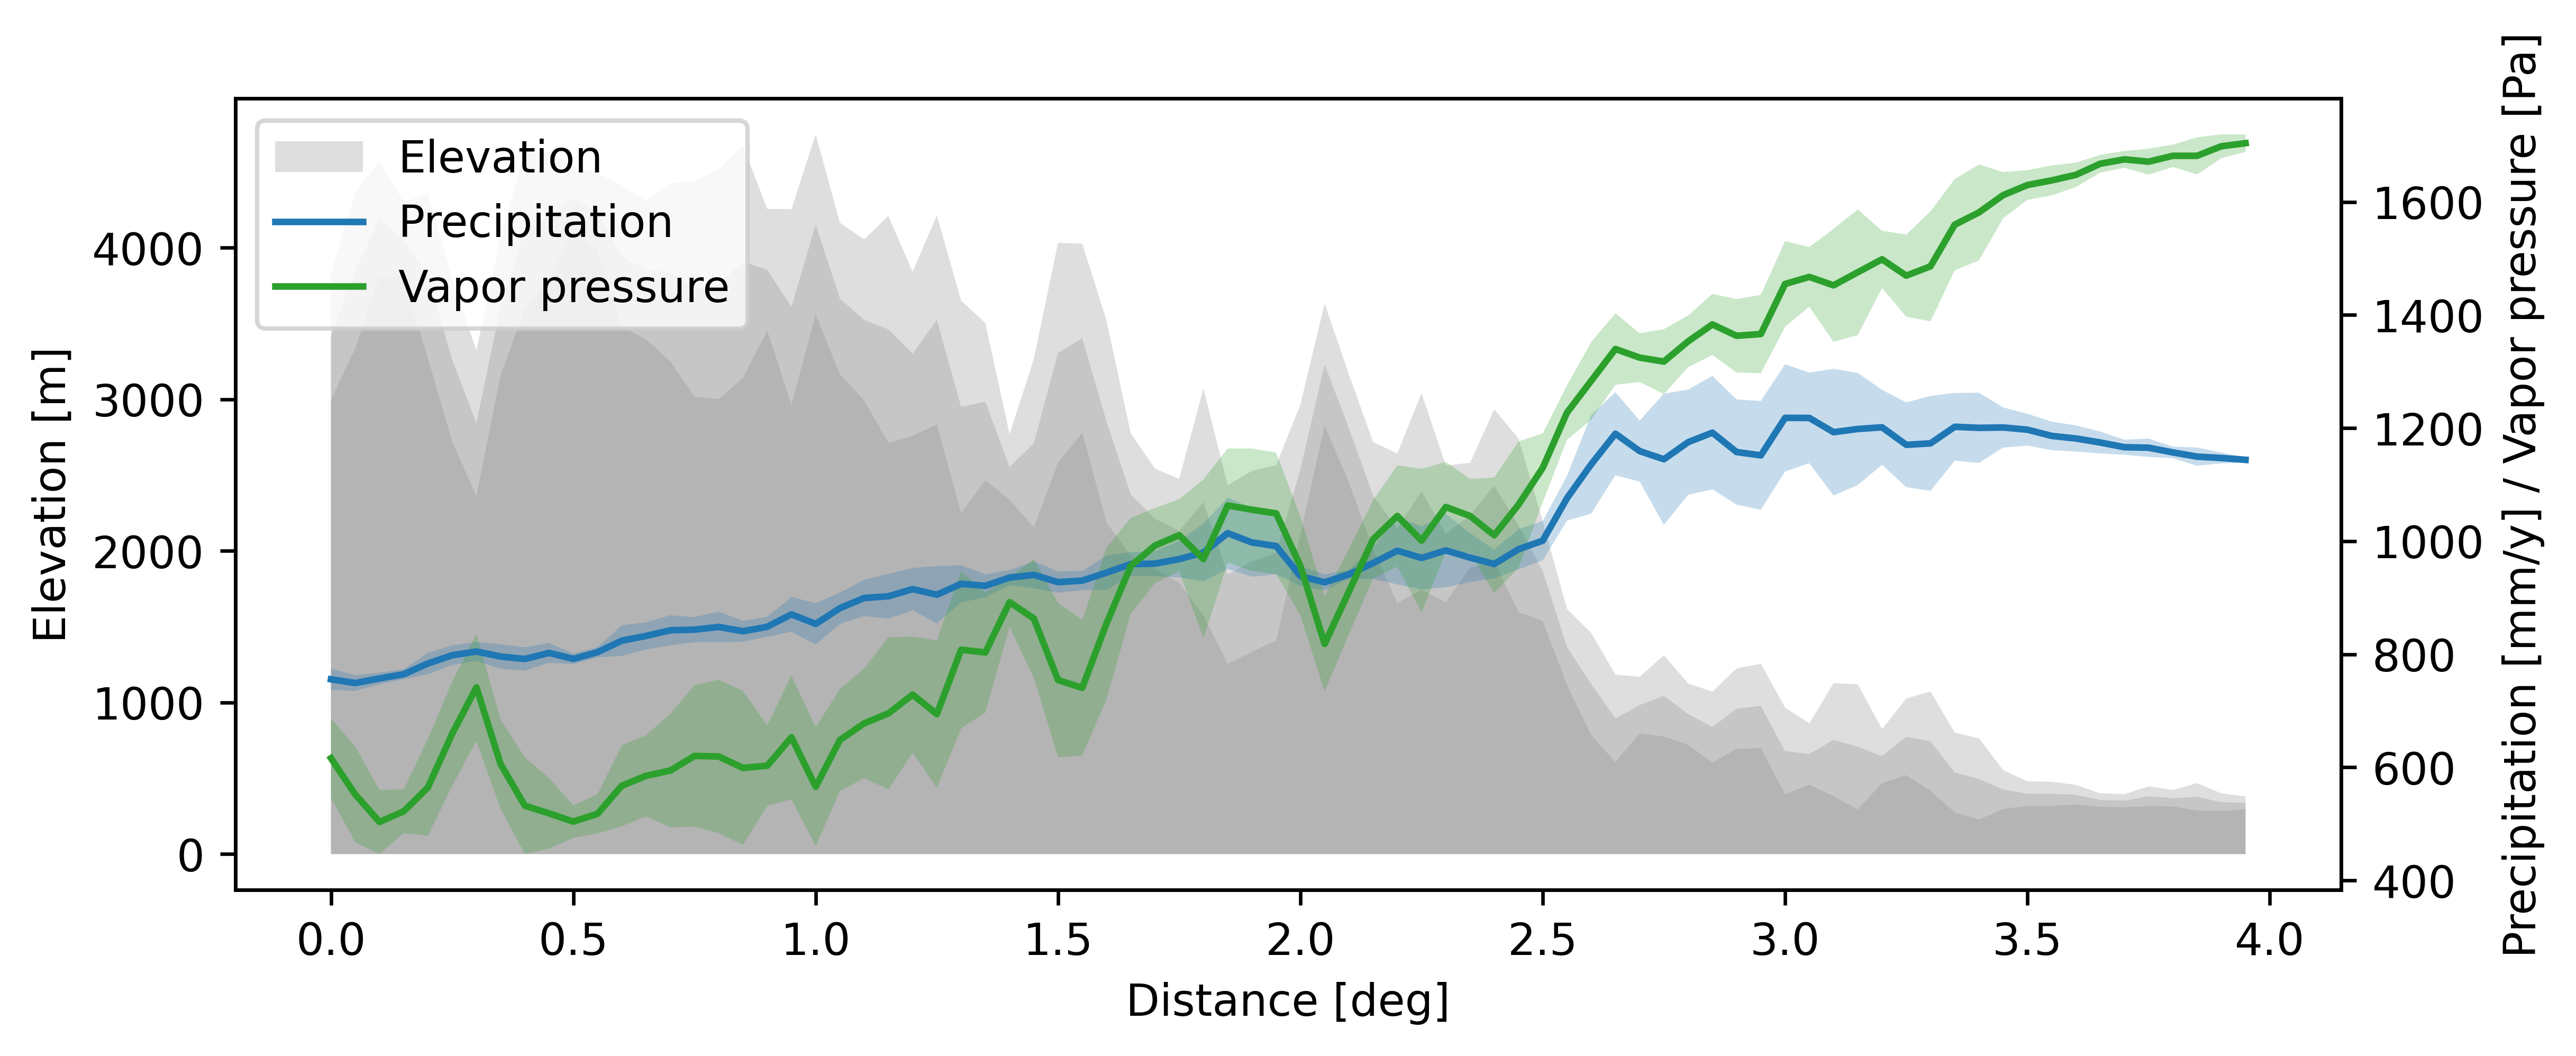 Elevation
Precipitation
Vapor pressure
Elevation [m]
4000
3000
2000
1000
0
1600
1400
1200
1000
800
600
400
Precipitation [mm/y] / Vapor pressure [Pa]
0.0 0.5 1.0 1.5 2.0 2.5 3.0 3.5 4.0
Distance [deg]